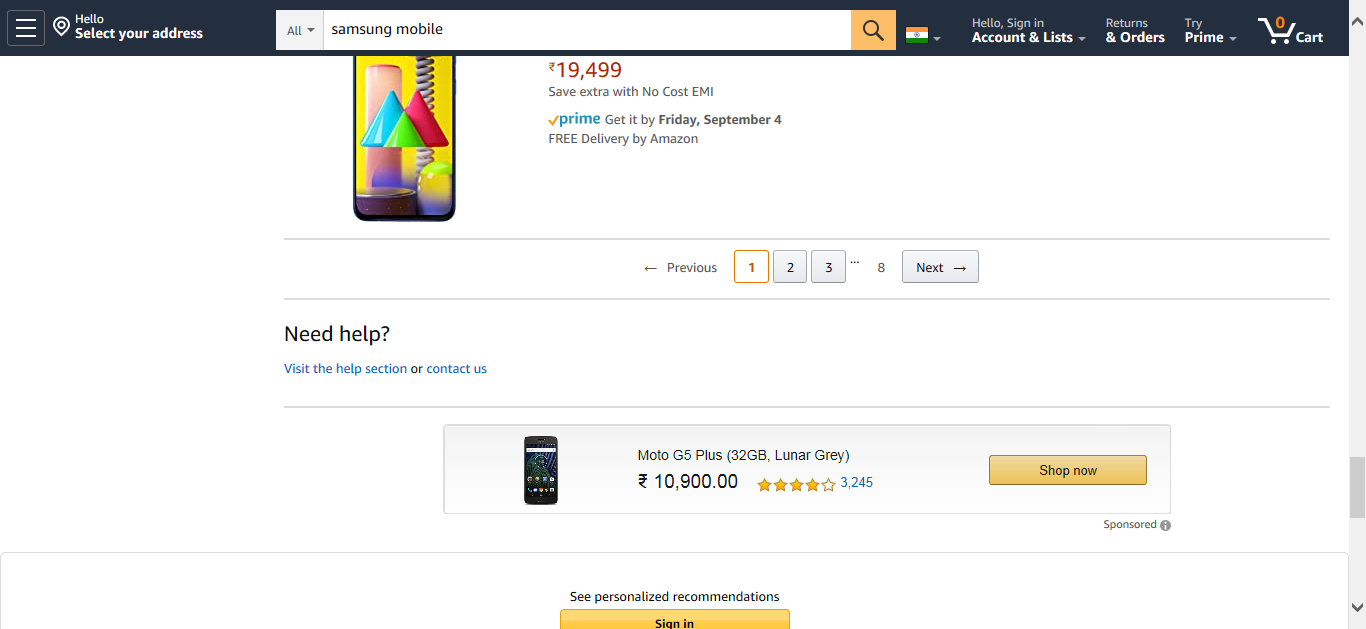 Hello
Select your address
All
samsung mobile
Hello, Sign in
Account & Lists
Returns
& Orders
Try
Prime
0
Cart
₹19,499
Save extra with No Cost EMI
prime Get it by Friday, September 4
FREE Delivery by Amazon
← Previous 1 2 3 ... 8 Next →
Need help?
Visit the help section or contact us
Moto G5 Plus (32GB, Lunar Grey)
₹ 10,900.00 3,245
Shop now
Sponsored
See personalized recommendations
Sign in